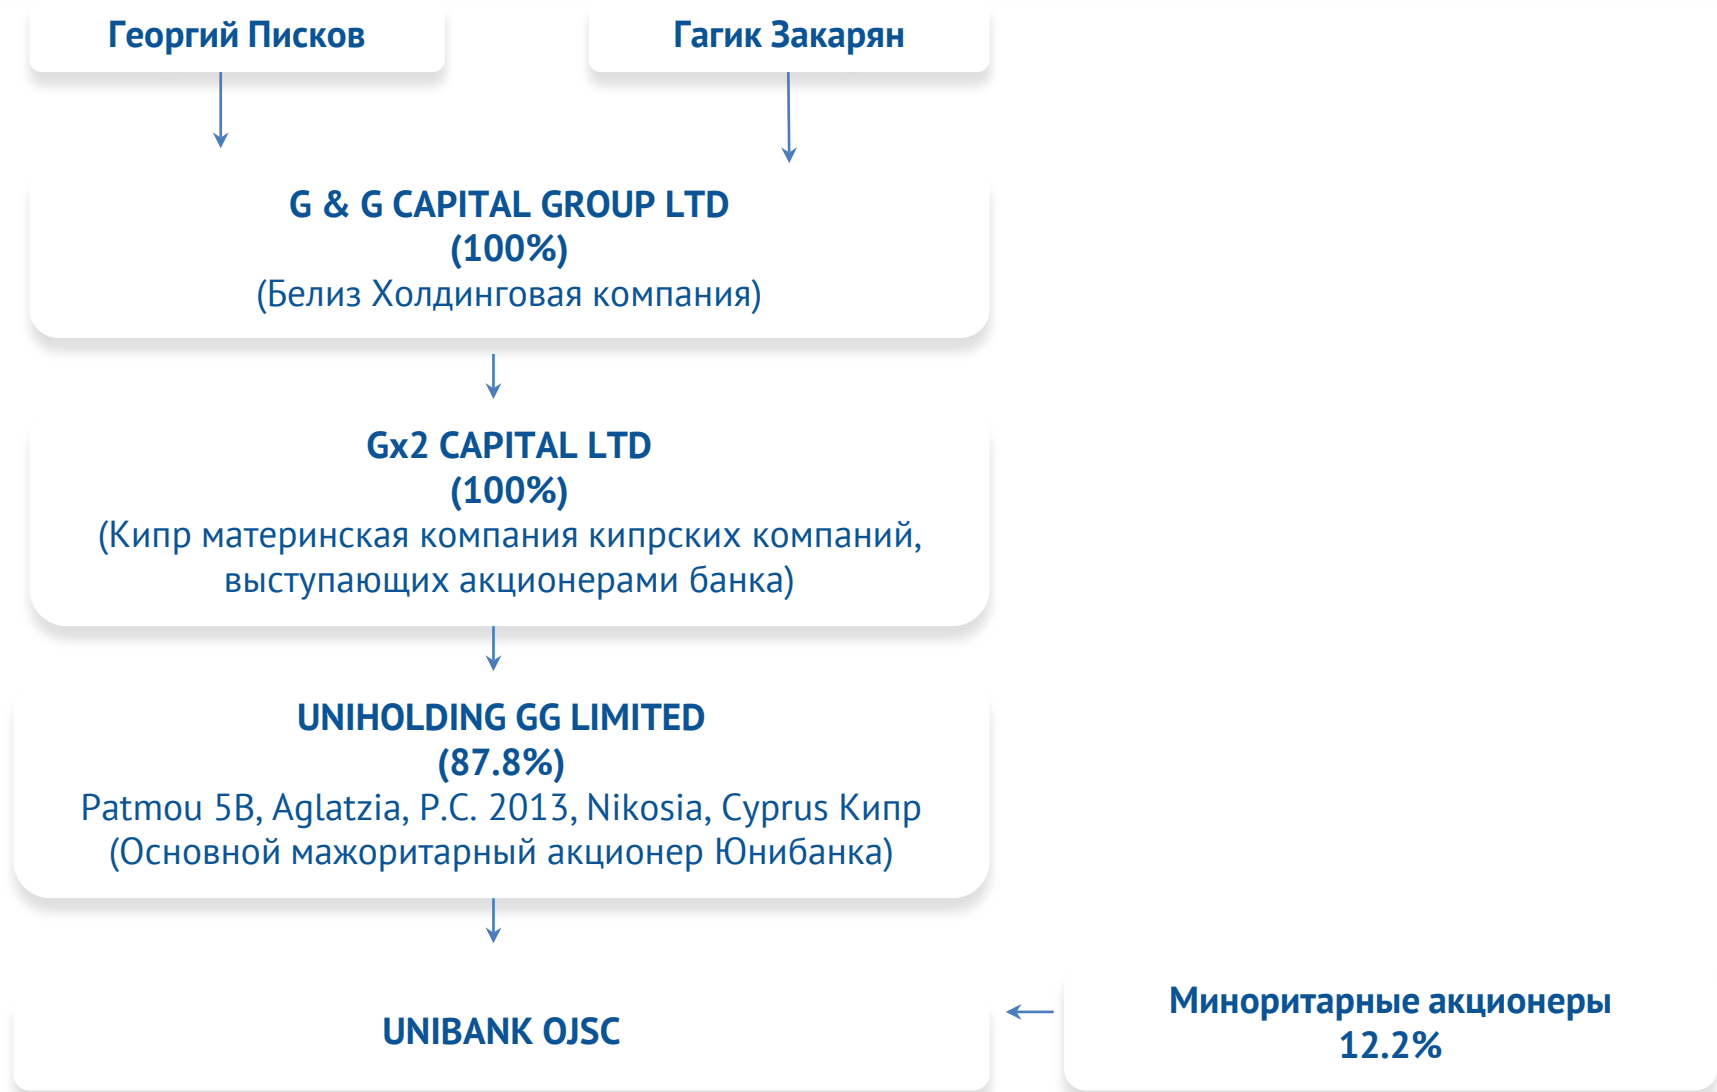 Георгий Писков
Гагик Закарян
G & G CAPITAL GROUP LTD
(100%)
(Белиз Холдинговая компания)
Gx2 CAPITAL LTD
(100%)
(Кипр материнская компания кипрских компаний,
выступающих акционерами банка)
UNIHOLDING GG LIMITED
(87.8%)
Patmou 5B, Aglatzia, P.C. 2013, Nikosia, Cyprus Кипр
(Основной мажоритарный акционер Юнибанка)
UNIBANK OJSC
Миноритарные акционеры
12.2%